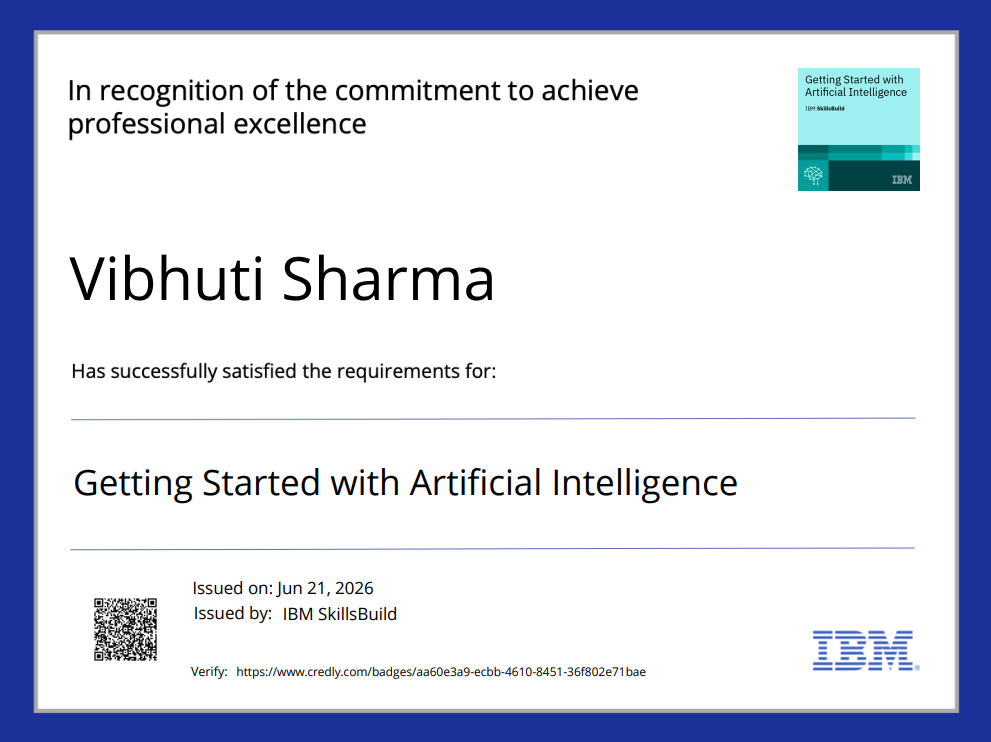 In recognition of the commitment to achieve
professional excellence
Getting Started with
Artificial Intelligence
IBM SkillsBuild
IBM
Vibhuti Sharma
Has successfully satisfied the requirements for:
Getting Started with Artificial Intelligence
Issued on: Jun 21, 2026
Issued by: IBM SkillsBuild
Verify: https://www.credly.com/badges/aa60e3a9-ecbb-4610-8451-36f802e71bae
IBM®